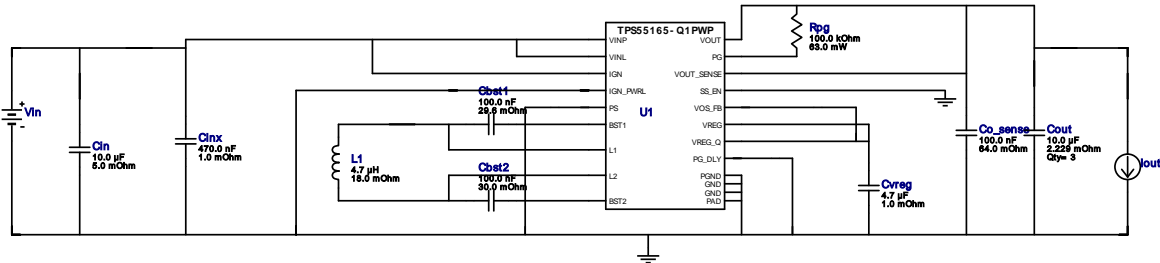 TPS55165-Q1PWP
VINP
VINL
IGN
IGN_PWRL
PS
BST1
L1
L2
BST2
U1
VOUT
PG
VOUT_SENSE
SS_EN
VOS_FB
VREG
VREG_Q
PG_DLY
PGND
GND
GND
PAD
Rpg
100.0 kOhm
63.0 mW
+
Vin
-
Cin
10.0 µF
5.0 mOhm
Cinx
470.0 nF
1.0 mOhm
L1
4.7 µH
18.0 mOhm
Cbst1
100.0 nF
29.6 mOhm
Cbst2
100.0 nF
30.0 mOhm
Cvreg
4.7 µF
1.0 mOhm
Co_sense
100.0 nF
64.0 mOhm
Cout
10.0 µF
2.229 mOhm
Qty= 3
Iout